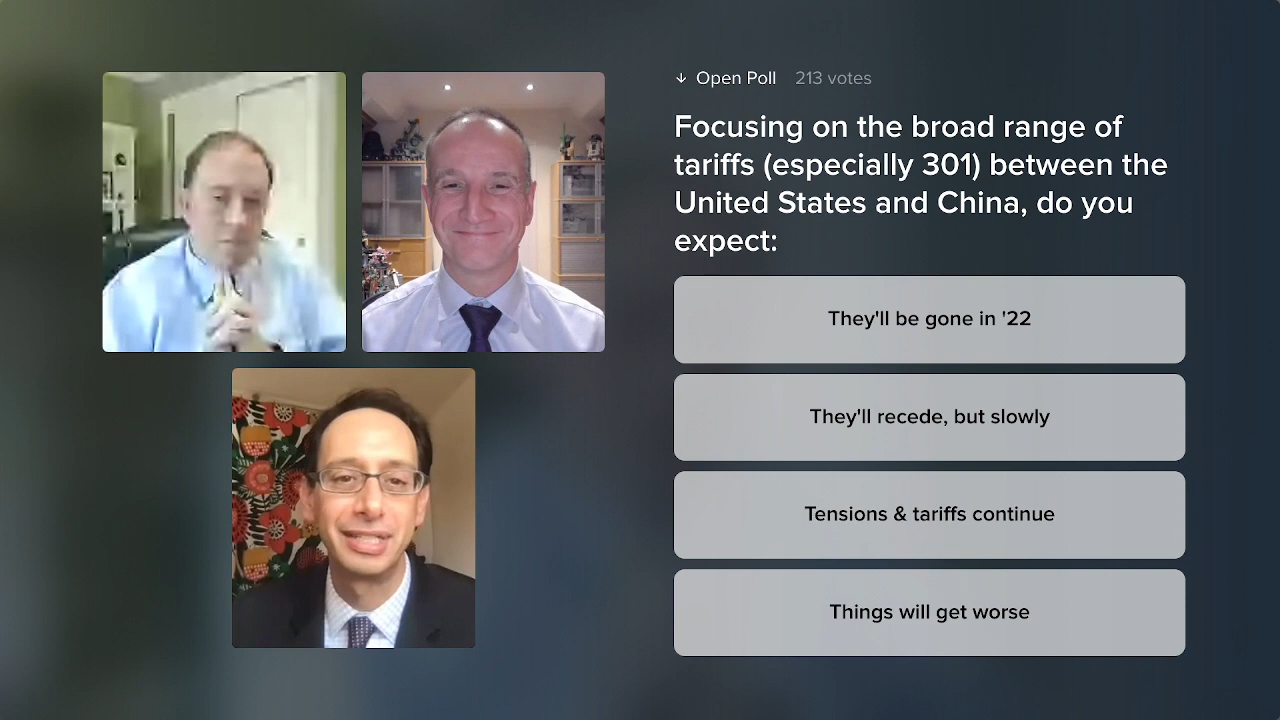 Open Poll 213 votes
Focusing on the broad range of
tariffs (especially 301) between the
United States and China, do you
expect:
They'll be gone in '22
They'll recede, but slowly
Tensions & tariffs continue
Things will get worse